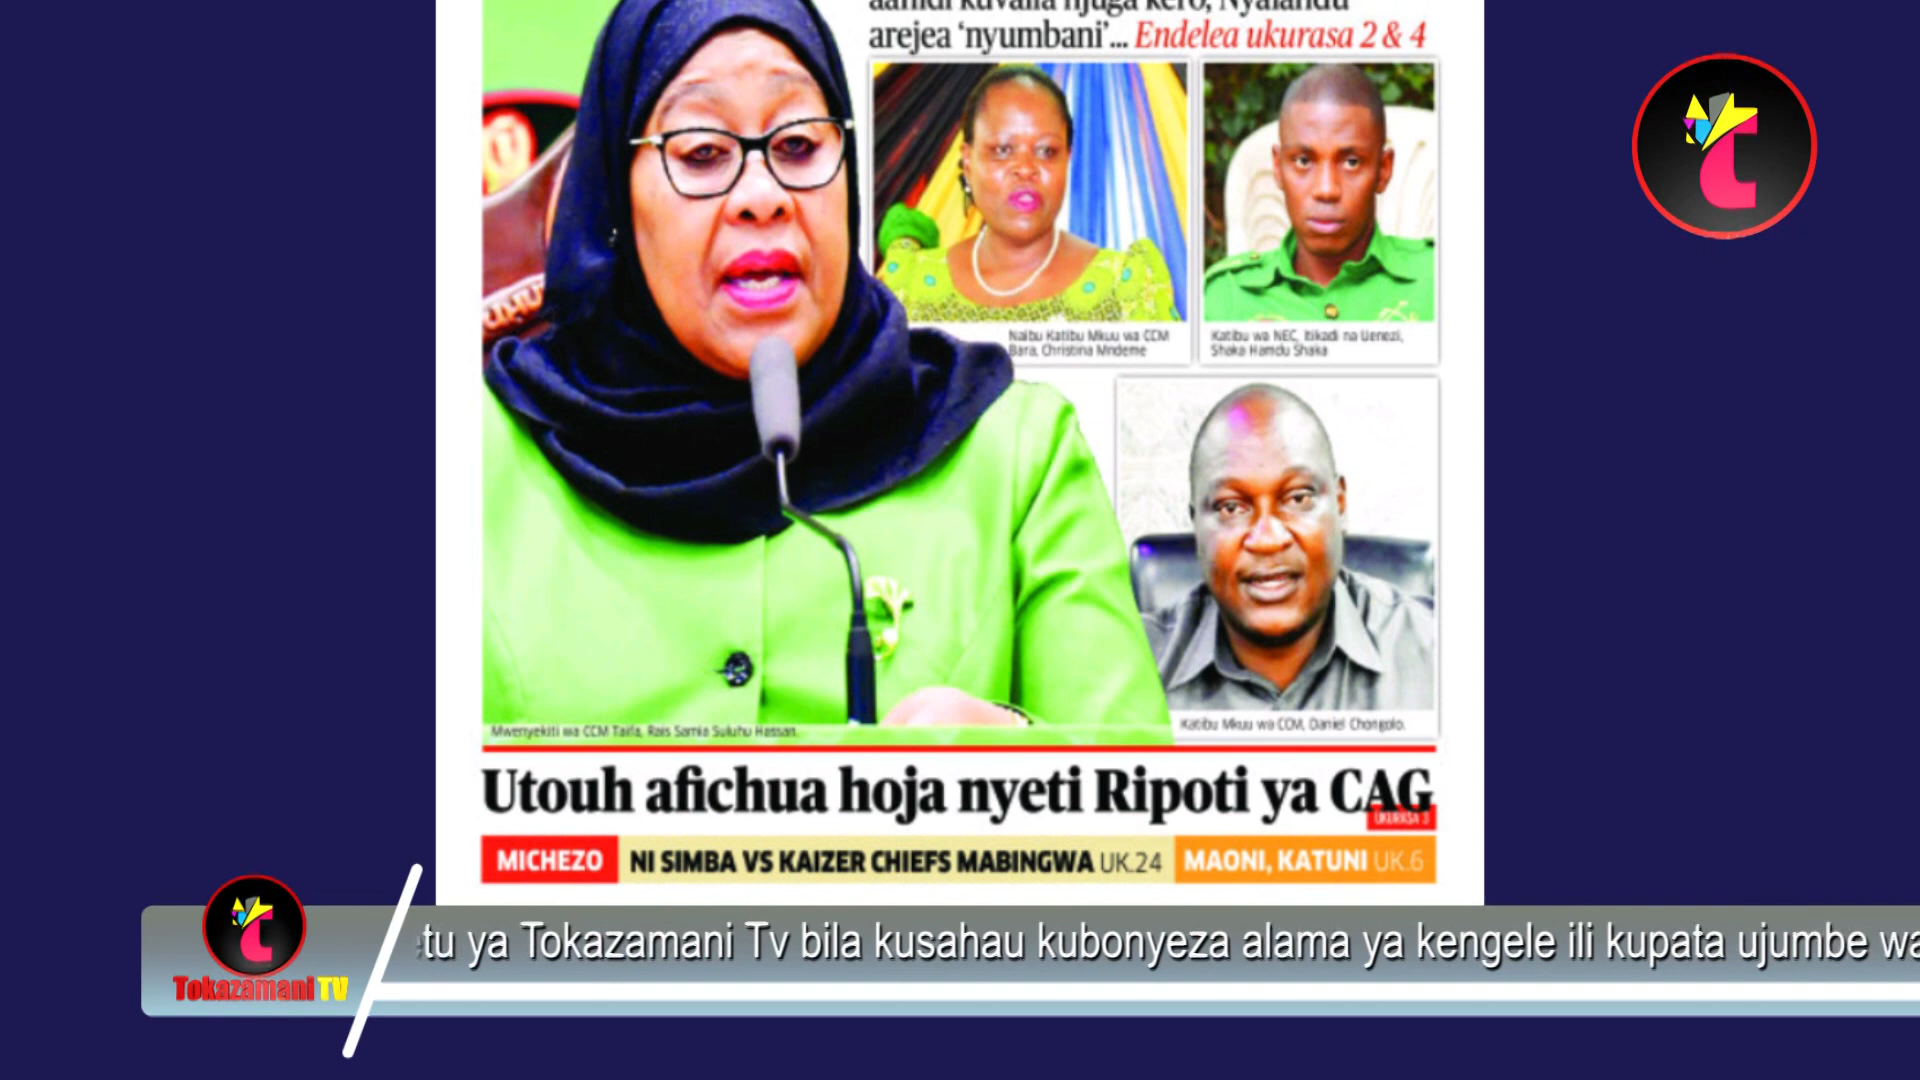 arejea ‘nyumbani’... Endelea ukurasa 2 & 4
Naibu Katibu Mkuu wa CCM
Bara, Christina Mndeme
Katibu wa NEC, Itikadi na Uenezi,
Shaka Hamdu Shaka
Mwenyekiti wa CCM Taifa, Rais Samia Suluhu Hassan.
Katibu Mkuu wa CCM, Daniel Chongolo.
Utouh afichua hoja nyeti Ripoti ya CAG
UKURASA 3
MICHEZO NI SIMBA VS KAIZER CHIEFS MABINGWA UK.24 MAONI, KATUNI UK.6
tu ya Tokazamani Tv bila kusahau kubonyeza alama ya kengele ili kupata ujumbe wa
Tokazamani TV